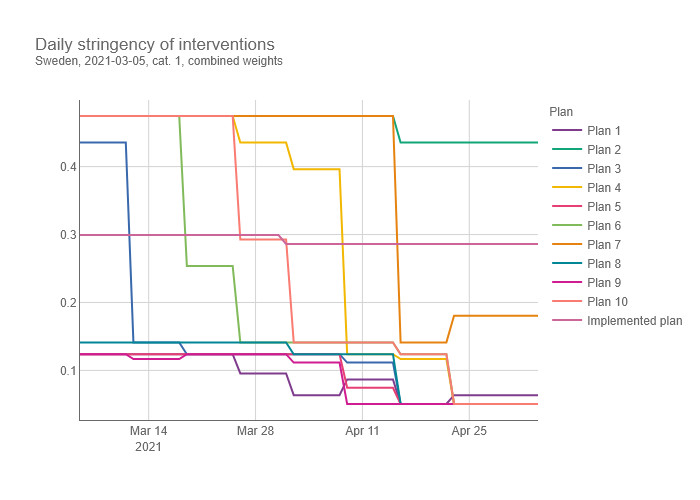 Daily stringency of interventions
Sweden, 2021-03-05, cat. 1, combined weights
Plan
Plan 1
Plan 2
Plan 3
Plan 4
Plan 5
Plan 6
Plan 7
Plan 8
Plan 9
Plan 10
Implemented plan
0.4
0.3
0.2
0.1
Mar 14
2021
Mar 28
Apr 11
Apr 25